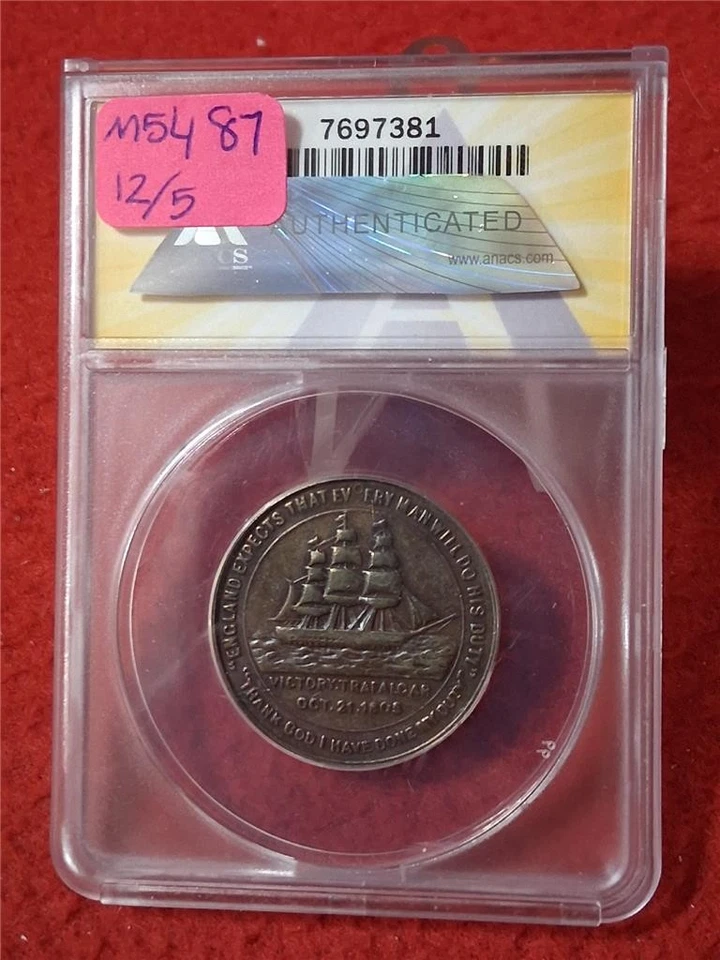 M54 87
12/5
7697381
AUTHENTICATED
CS
www.anacs.com
"ENGLAND EXPECTS THAT EVERY MAN WILL DO HIS DUTY"
VICTORY·TRAFALGAR
OCT. 21. 1805
"THANK GOD I HAVE DONE MY DUTY"